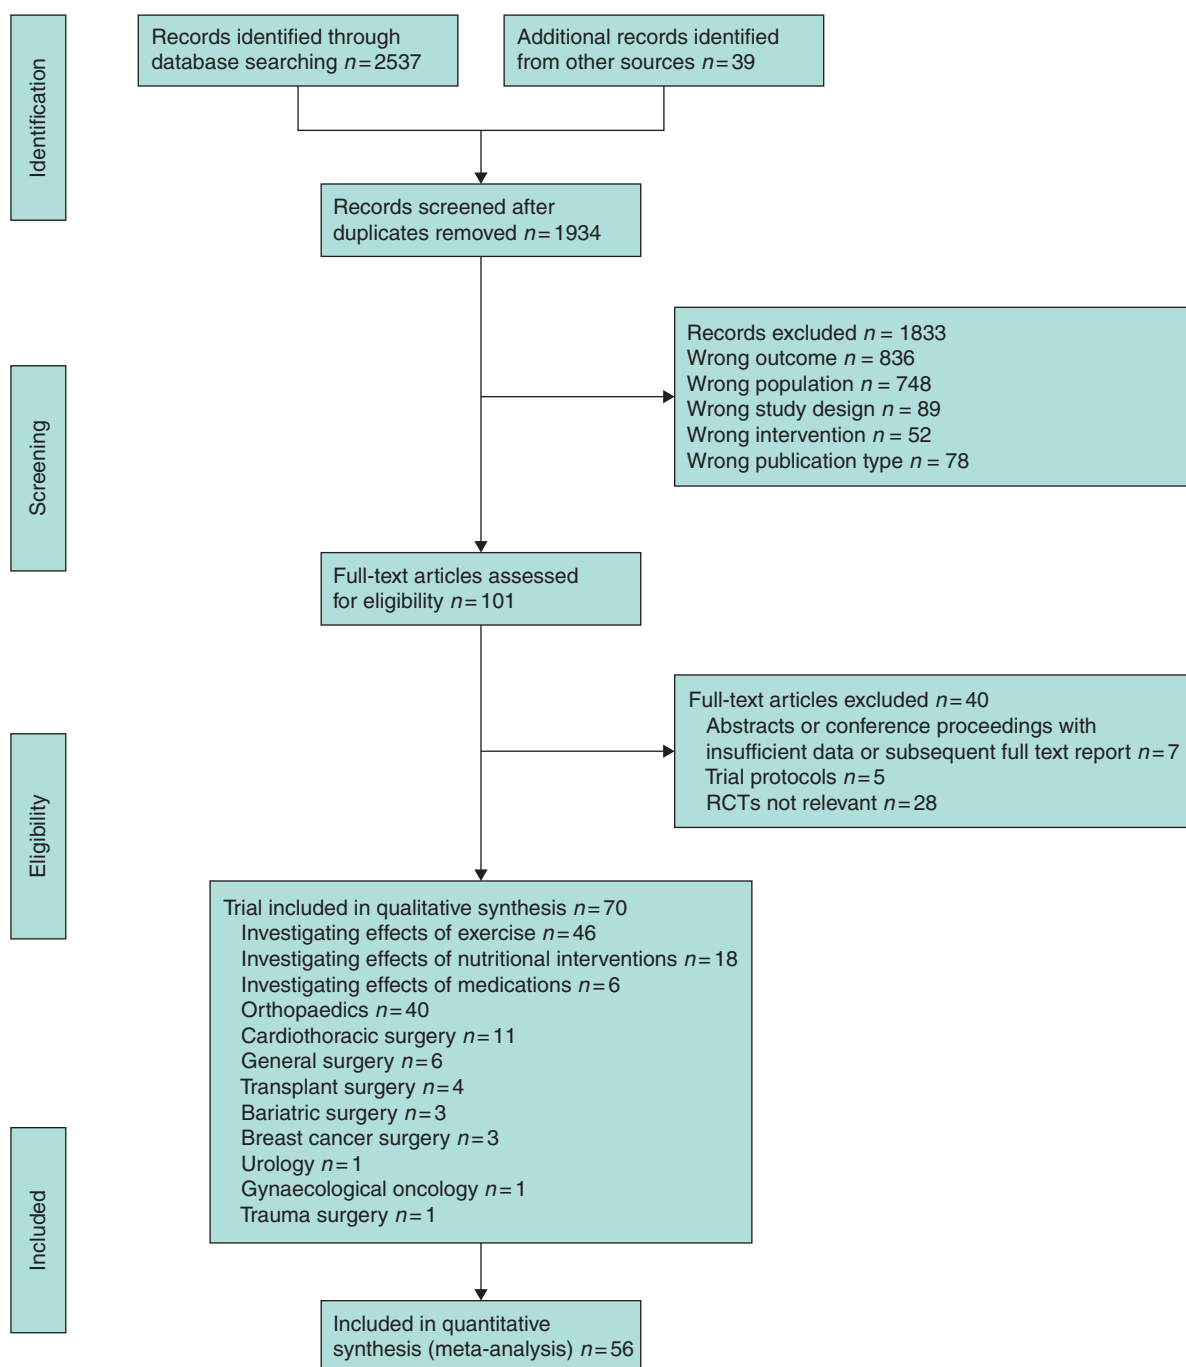 Identification
Records identified through
database searching n=2537
Additional records identified
from other sources n=39
Records screened after
duplicates removed n=1934
Screening
Records excluded n = 1833
Wrong outcome n = 836
Wrong population n = 748
Wrong study design n = 89
Wrong intervention n = 52
Wrong publication type n = 78
Full-text articles assessed
for eligibility n=101
Eligibility
Full-text articles excluded n=40
Abstracts or conference proceedings with
insufficient data or subsequent full text report n=7
Trial protocols n=5
RCTs not relevant n=28
Trial included in qualitative synthesis n=70
Investigating effects of exercise n=46
Investigating effects of nutritional interventions n=18
Investigating effects of medications n=6
Orthopaedics n=40
Cardiothoracic surgery n=11
General surgery n=6
Transplant surgery n=4
Bariatric surgery n=3
Breast cancer surgery n=3
Urology n=1
Gynaecological oncology n=1
Trauma surgery n=1
Included
Included in quantitative
synthesis (meta-analysis) n=56